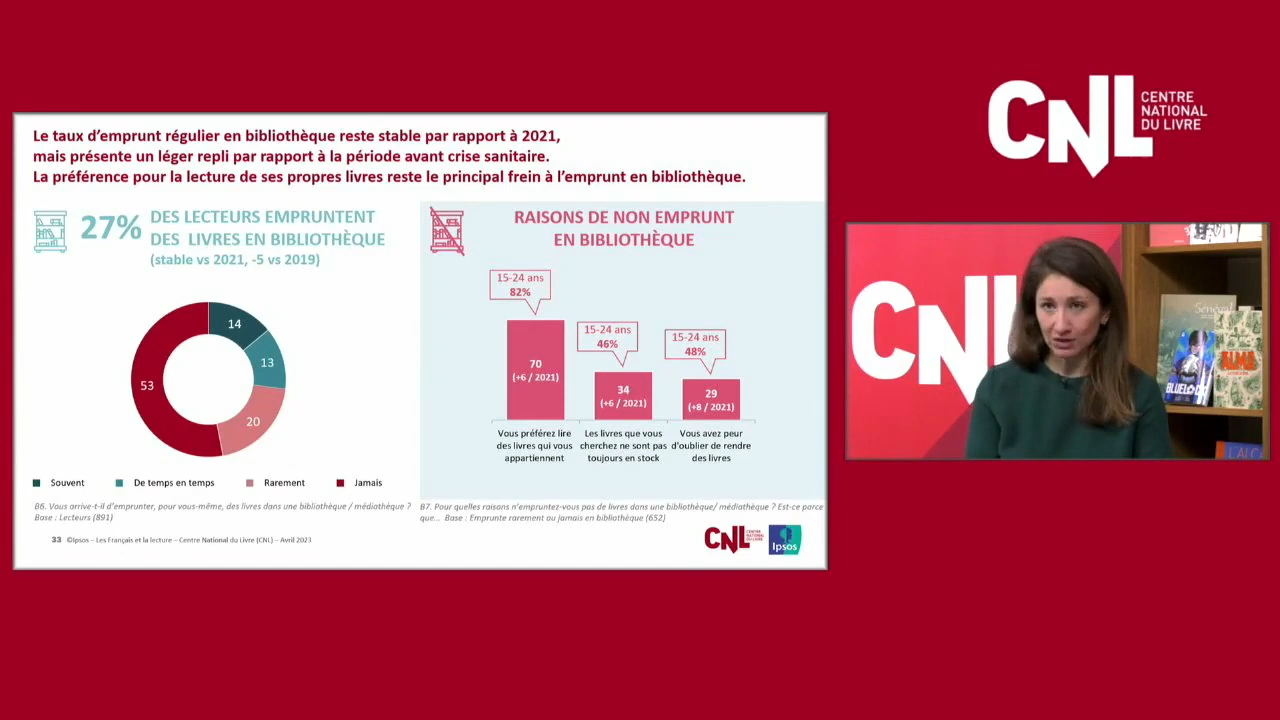 Le taux d'emprunt régulier en bibliothèque reste stable par rapport à 2021,
mais présente un léger repli par rapport à la période avant crise sanitaire.
La préférence pour la lecture de ses propres livres reste le principal frein à l'emprunt en bibliothèque.
27% DES LECTEURS EMPRUNTENT
DES LIVRES EN BIBLIOTHÈQUE
(stable vs 2021, -5 vs 2019)
14
13
20
53
Souvent
De temps en temps
Rarement
Jamais
B6. Vous arrive-t-il d'emprunter, pour vous-même, des livres dans une bibliothèque / médiathèque ?
Base : Lecteurs (891)
RAISONS DE NON EMPRUNT
EN BIBLIOTHÈQUE
15-24 ans
82%
15-24 ans
46%
15-24 ans
48%
70
(+6 / 2021)
34
(+6 / 2021)
29
(+8 / 2021)
Vous préférez lire
des livres qui vous
appartiennent
Les livres que vous
cherchez ne sont pas
toujours en stock
Vous avez peur
d'oublier de rendre
des livres
B7. Pour quelles raisons n'empruntez-vous pas de livres dans une bibliothèque/ médiathèque ? Est-ce parce
que... Base : Emprunte rarement ou jamais en bibliothèque (652)
33 ©Ipsos – Les Français et la lecture – Centre National du Livre (CNL) – Avril 2023
CNL
CENTRE
NATIONAL
DU LIVRE
Ipsos
CNL
CENTRE
NATIONAL
DU LIVRE
CNL
Sénégal
BLUELOCK
ALMA